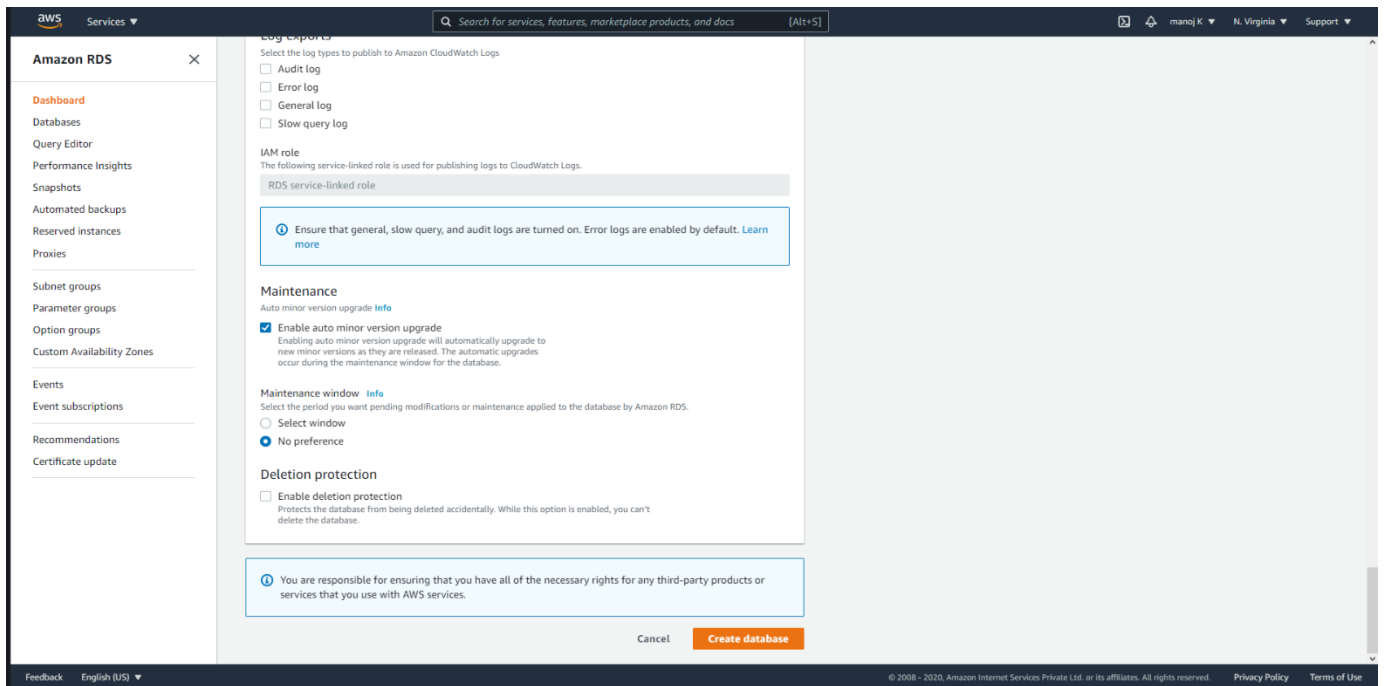 aws
Services ▼
Search for services, features, marketplace products, and docs [Alt+S]
manoj K ▼
N. Virginia ▼
Support ▼
Amazon RDS
Dashboard
Databases
Query Editor
Performance Insights
Snapshots
Automated backups
Reserved instances
Proxies
Subnet groups
Parameter groups
Option groups
Custom Availability Zones
Events
Event subscriptions
Recommendations
Certificate update
Log exports
Select the log types to publish to Amazon CloudWatch Logs
Audit log
Error log
General log
Slow query log
IAM role
The following service-linked role is used for publishing logs to CloudWatch Logs.
RDS service-linked role
Ensure that general, slow query, and audit logs are turned on. Error logs are enabled by default. Learn
more
Maintenance
Auto minor version upgrade Info
Enable auto minor version upgrade
Enabling auto minor version upgrade will automatically upgrade to
new minor versions as they are released. The automatic upgrades
occur during the maintenance window for the database.
Maintenance window Info
Select the period you want pending modifications or maintenance applied to the database by Amazon RDS.
Select window
No preference
Deletion protection
Enable deletion protection
Protects the database from being deleted accidentally. While this option is enabled, you can't
delete the database.
You are responsible for ensuring that you have all of the necessary rights for any third-party products or
services that you use with AWS services.
Cancel
Create database
Feedback
English (US) ▼
© 2008 - 2020, Amazon Internet Services Private Ltd. or its affiliates. All rights reserved.
Privacy Policy
Terms of Use